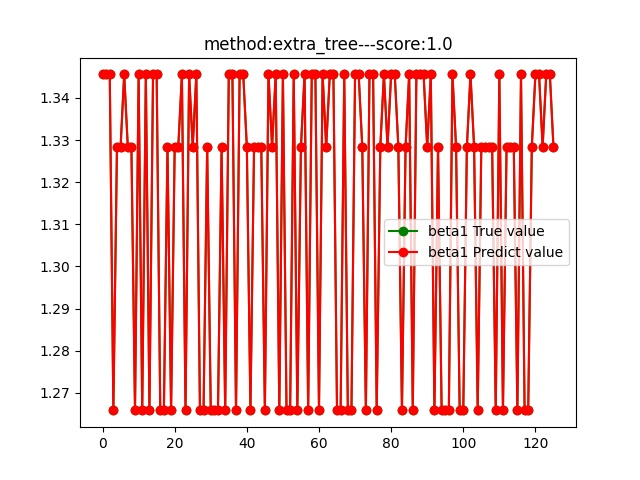 method:extra_tree---score:1.0
1.34
1.33
1.32
1.31
1.30
1.29
1.28
1.27
beta1 True value
beta1 Predict value
0 20 40 60 80 100 120